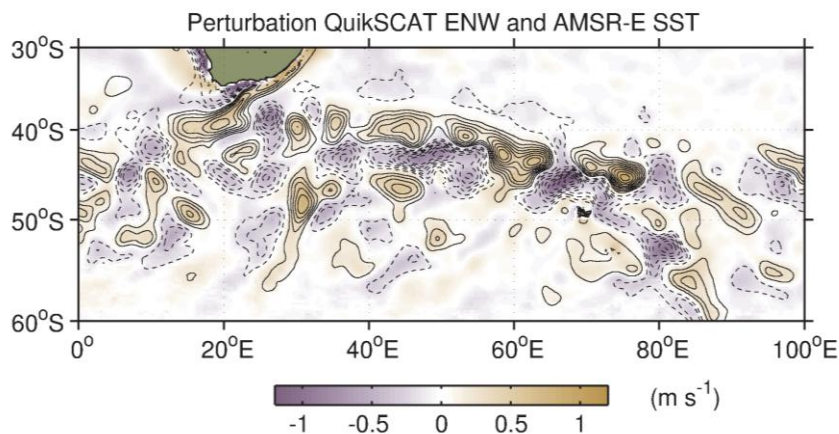 Perturbation QuikSCAT ENW and AMSR-E SST
30°S
40°S
50°S
60°S
0° 20°E 40°E 60°E 80°E 100°E
(m s⁻¹)
-1 -0.5 0 0.5 1